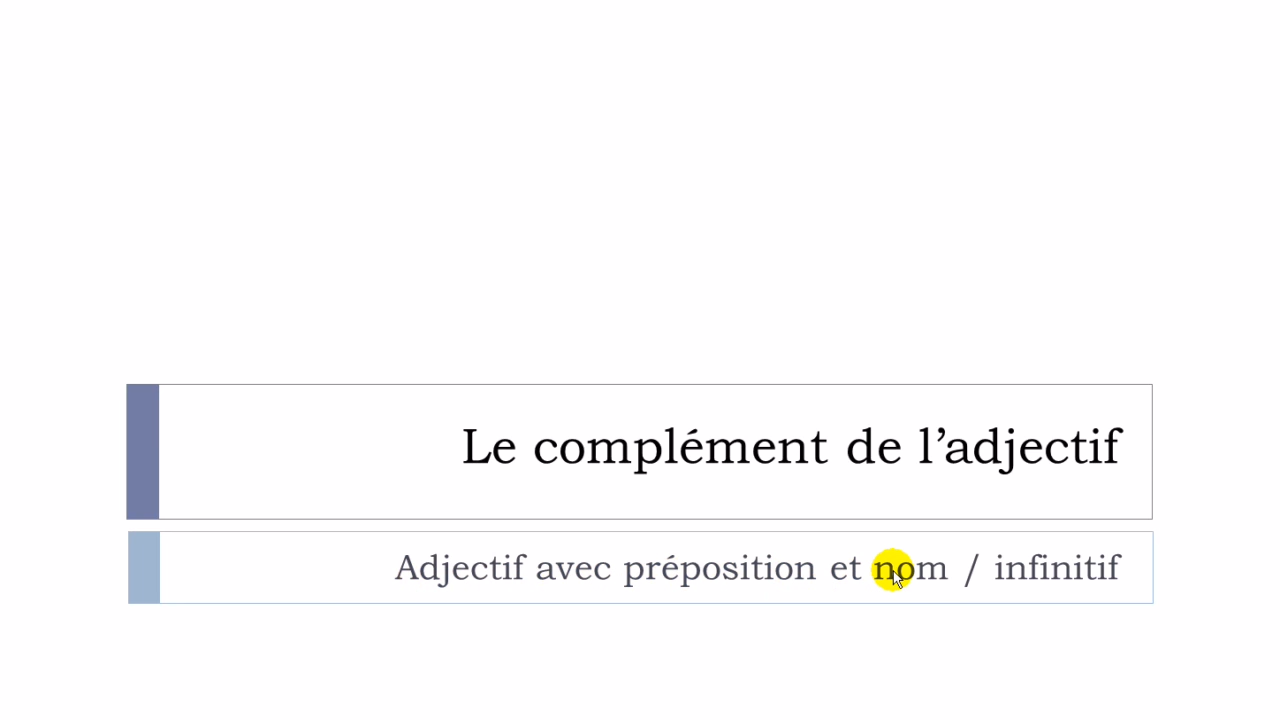 Le complément de l’adjectif
Adjectif avec préposition et nom / infinitif